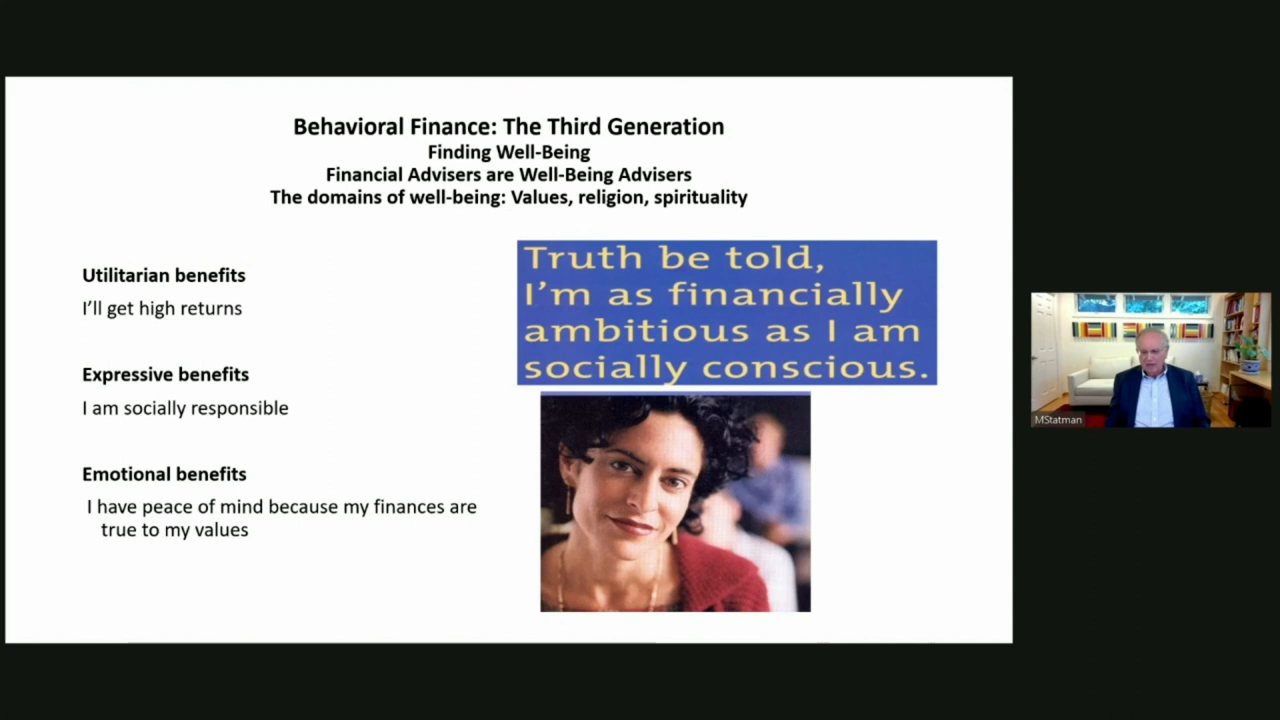 Behavioral Finance: The Third Generation
Finding Well-Being
Financial Advisers are Well-Being Advisers
The domains of well-being: Values, religion, spirituality
Utilitarian benefits
I'll get high returns
Expressive benefits
I am socially responsible
Emotional benefits
I have peace of mind because my finances are
true to my values
Truth be told,
I'm as financially
ambitious as I am
socially conscious.
MStatman